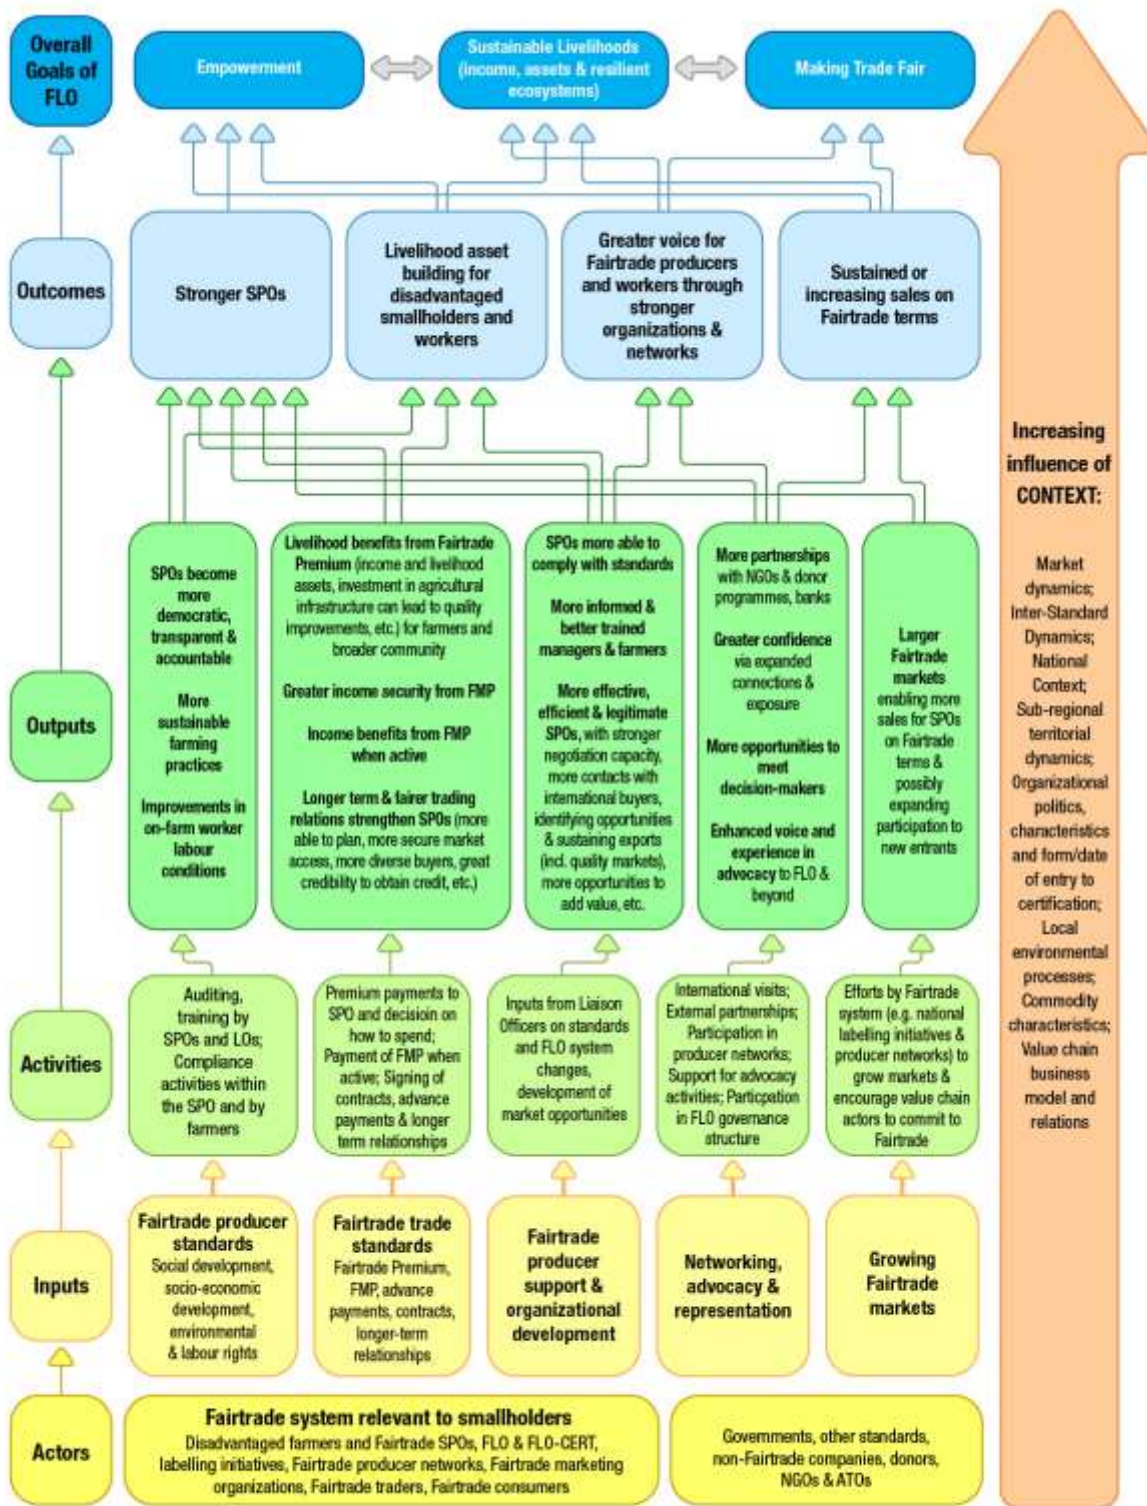 Overall
Goals of
FLO
Empowerment
Sustainable Livelihoods
(income, assets & resilient
ecosystems)
Making Trade Fair
Outcomes
Stronger SPOs
Livelihood asset
building for
disadvantaged
smallholders and
workers
Greater voice for
Fairtrade producers
and workers through
stronger
organizations &
networks
Sustained or
increasing sales on
Fairtrade terms
Outputs
SPOs become
more
democratic,
transparent &
accountable
More
sustainable
farming
practices
Improvements in
on-farm worker
labour
conditions
Livelihood benefits from Fairtrade
Premium (income and livelihood
assets, investment in agricultural
infrastructure can lead to quality
improvements, etc.) for farmers and
broader community
Greater income security from FMP
Income benefits from FMP
when active
Longer term & fairer trading
relations strengthen SPOs (more
able to plan, more secure market
access, more diverse buyers, great
credibility to obtain credit, etc.)
SPOs more able to
comply with standards
More informed &
better trained
managers & farmers
More effective,
efficient & legitimate
SPOs, with stronger
negotiation capacity,
more contacts with
international buyers,
identifying opportunities
& sustaining exports
(incl. quality markets),
more opportunities to
add value, etc.
More partnerships
with NGOs & donor
programmes, banks
Greater confidence
via expanded
connections &
exposure
More opportunities to
meet
decision-makers
Enhanced voice and
experience in
advocacy to FLO &
beyond
Larger
Fairtrade
markets
enabling more
sales for SPOs
on Fairtrade
terms &
possibly
expanding
participation to
new entrants
Activities
Auditing,
training by
SPOs and LOs;
Compliance
activities within
the SPO and by
farmers
Premium payments to
SPO and decisioin on
how to spend;
Payment of FMP when
active; Signing of
contracts, advance
payments & longer
term relationships
Inputs from Liaison
Officers on standards
and FLO system
changes,
development of
market opportunities
International visits;
External partnerships;
Participation in
producer networks;
Support for advocacy
activities; Particpation
in FLO governance
structure
Efforts by Fairtrade
system (e.g. national
labelling initiatives &
producer networks) to
grow markets &
encourage value chain
actors to commit to
Fairtrade
Inputs
Fairtrade producer
standards
Social development,
socio-economic
development,
environmental
& labour rights
Fairtrade trade
standards
Fairtrade Premium,
FMP, advance
payments, contracts,
longer-term
relationships
Fairtrade
producer
support &
organizational
development
Networking,
advocacy &
representation
Growing
Fairtrade
markets
Actors
Fairtrade system relevant to smallholders
Disadvantaged farmers and Fairtrade SPOs, FLO & FLO-CERT,
labelling initiatives, Fairtrade producer networks, Fairtrade marketing
organizations, Fairtrade traders, Fairtrade consumers
Governments, other standards,
non-Fairtrade companies, donors,
NGOs & ATOs
Increasing
influence of
CONTEXT:
Market
dynamics;
Inter-Standard
Dynamics;
National
Context;
Sub-regional
territorial
dynamics;
Organizational
politics,
characteristics
and form/date
of entry to
certification;
Local
environmental
processes;
Commodity
characteristics;
Value chain
business
model and
relations